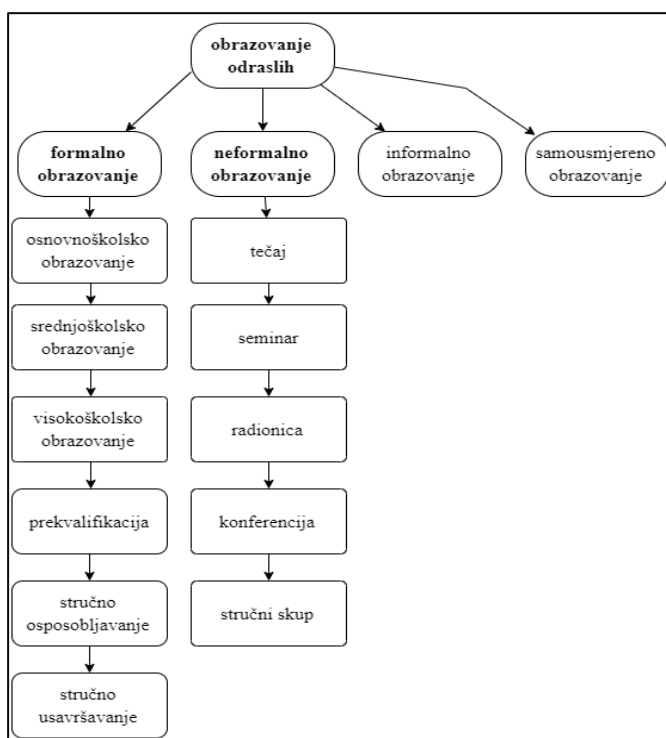 obrazovanje
odraslih
formalno
obrazovanje
neformalno
obrazovanje
informalno
obrazovanje
samousmjereno
obrazovanje
osnovnoškolsko
obrazovanje
tečaj
srednjoškolsko
obrazovanje
seminar
visokoškolsko
obrazovanje
radionica
prekvalifikacija
konferencija
stručno
osposobljavanje
stručni skup
stručno
usavršavanje